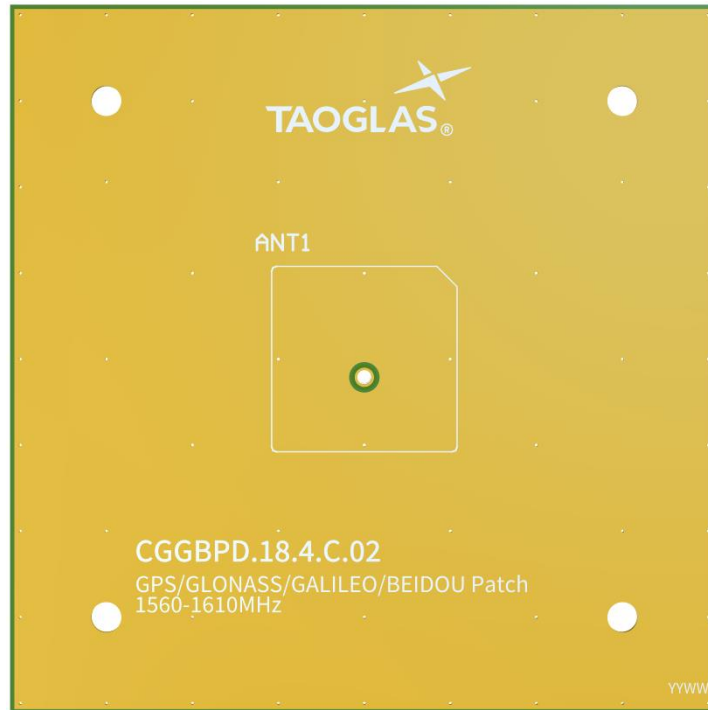 TAOGLAS®
ANT1
CGGBPD.18.4.C.02
GPS/GLONASS/GALILEO/BEIDOU Patch
1560-1610MHz
YYWW